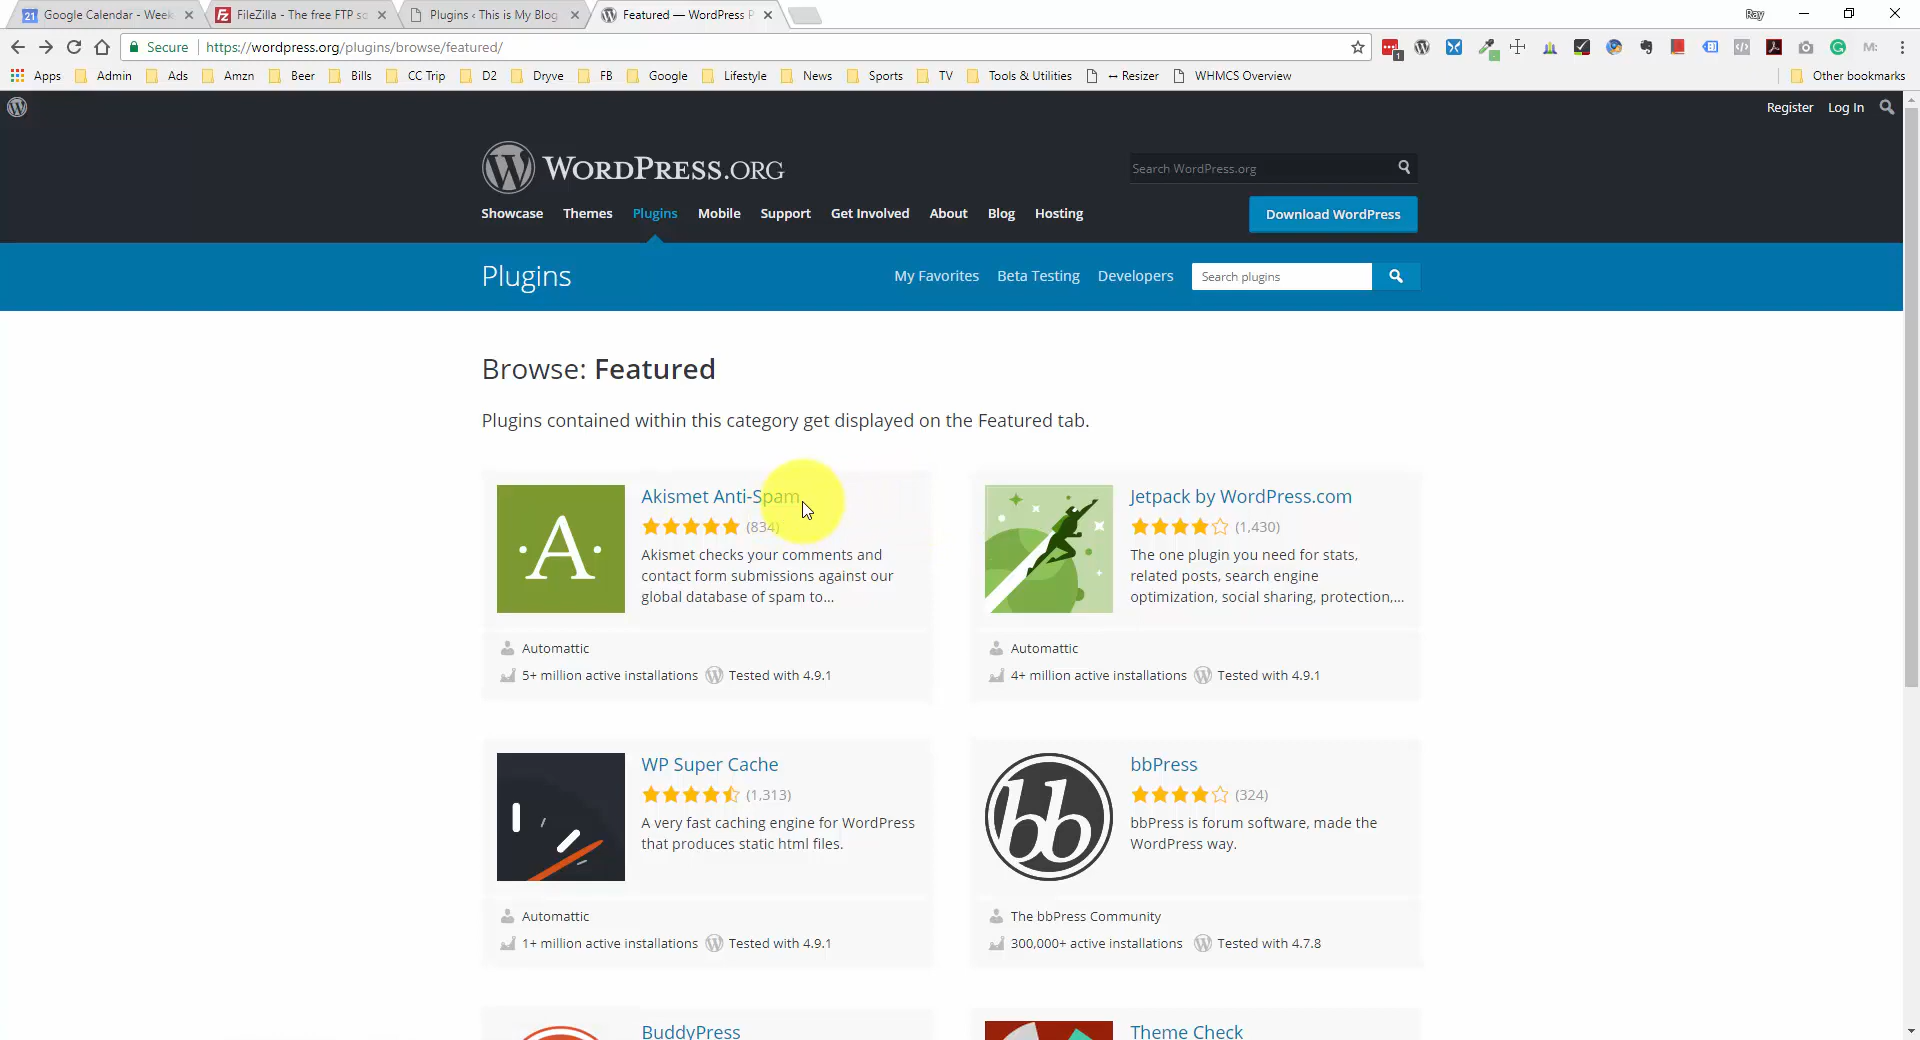 21 Google Calendar - Week
FileZilla - The free FTP so
Plugins ‹ This is My Blog
Featured — WordPress P
Ray
Secure
https://wordpress.org/plugins/browse/featured/
1
M:
Apps
Admin
Ads
Amzn
Beer
Bills
CC Trip
D2
Dryve
FB
Google
Lifestyle
News
Sports
TV
Tools & Utilities
↔ Resizer
WHMCS Overview
Other bookmarks
Register
Log In
WORDPRESS.ORG
Search WordPress.org
Showcase
Themes
Plugins
Mobile
Support
Get Involved
About
Blog
Hosting
Download WordPress
Plugins
My Favorites
Beta Testing
Developers
Search plugins
Browse: Featured
Plugins contained within this category get displayed on the Featured tab.
·A·
Akismet Anti-Spam
(834)
Akismet checks your comments and
contact form submissions against our
global database of spam to...
Automattic
5+ million active installations
Tested with 4.9.1
Jetpack by WordPress.com
(1,430)
The one plugin you need for stats,
related posts, search engine
optimization, social sharing, protection,...
Automattic
4+ million active installations
Tested with 4.9.1
WP Super Cache
(1,313)
A very fast caching engine for WordPress
that produces static html files.
Automattic
1+ million active installations
Tested with 4.9.1
bb
bbPress
(324)
bbPress is forum software, made the
WordPress way.
The bbPress Community
300,000+ active installations
Tested with 4.7.8
BuddyPress
Theme Check